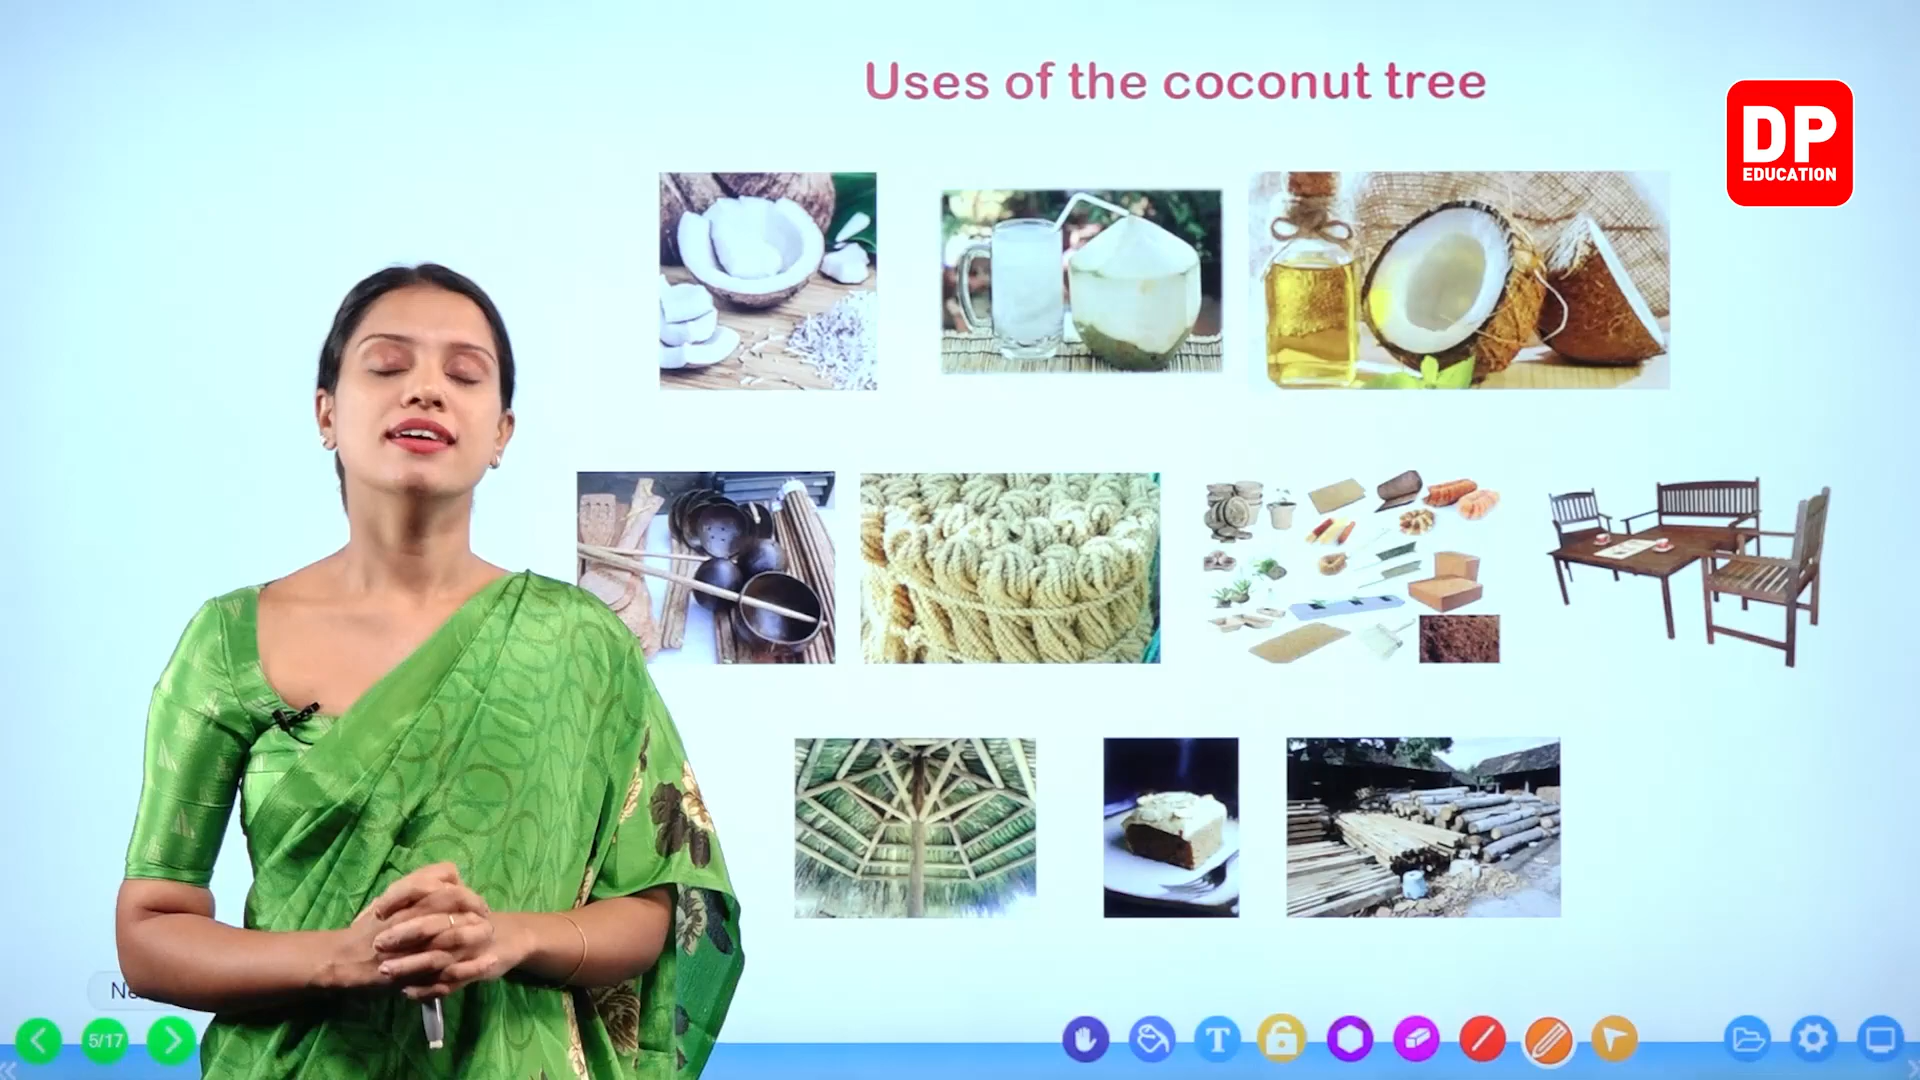 Uses of the coconut tree
DP
EDUCATION
5/17
T